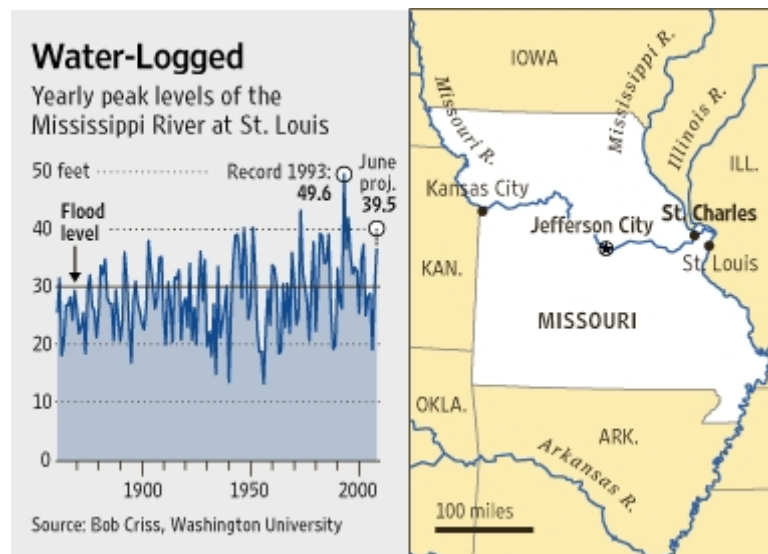 Water-Logged
Yearly peak levels of the
Mississippi River at St. Louis
50 feet
Record 1993:
49.6
June
proj.
39.5
Flood
level
40
30
20
10
0
1900
1950
2000
Source: Bob Criss, Washington University
IOWA
Missouri R.
Mississippi R.
Illinois R.
ILL.
Kansas City
Jefferson City
St. Charles
St. Louis
KAN.
MISSOURI
OKLA.
ARK.
Arkansas R.
100 miles